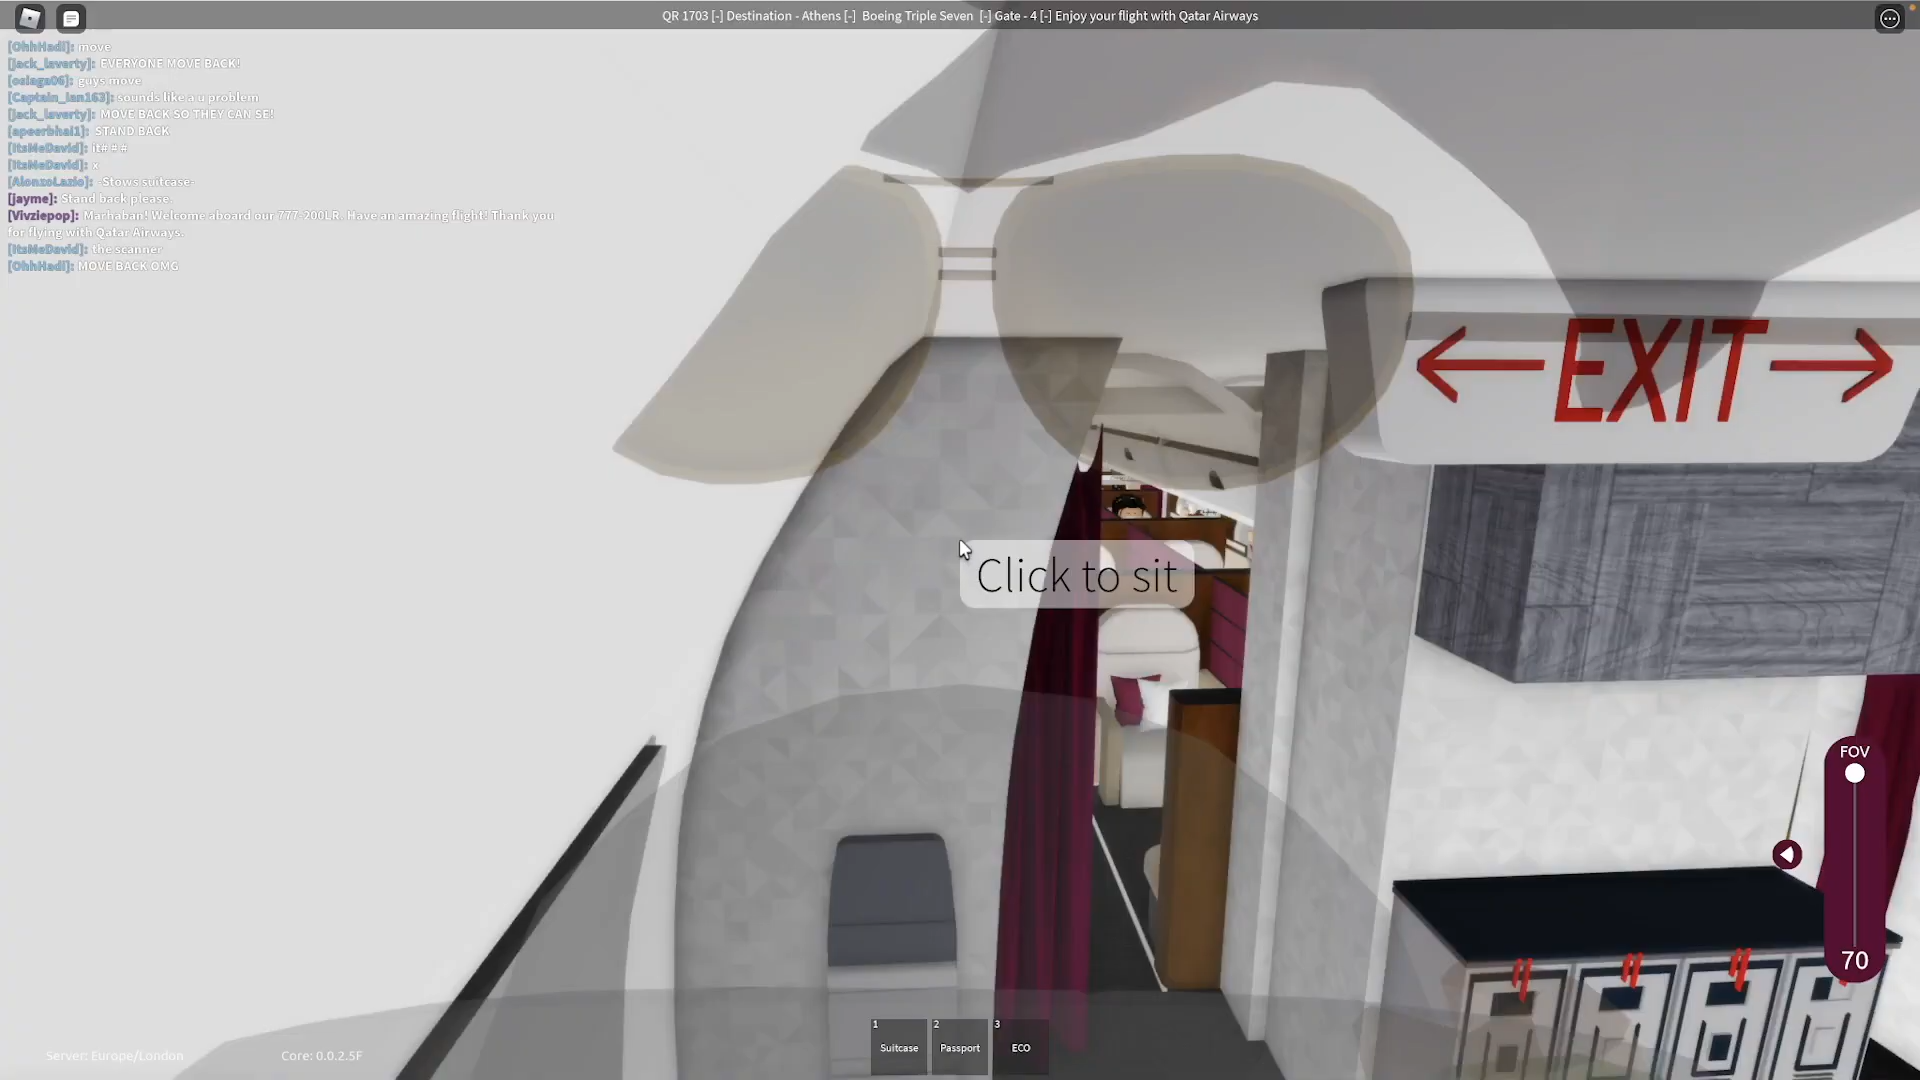 QR 1703 [-] Destination - Athens [-] Boeing Triple Seven [-] Gate - 4 [-] Enjoy your flight with Qatar Airways
[OhhHadi]: move
[jack_laverty]: EVERYONE MOVE BACK!
[oslaga06]: guys move
[Captain_Ian163]: sounds like a u problem
[jack_laverty]: MOVE BACK SO THEY CAN SE!
[apeerbhai1]: STAND BACK
[ItsMeDavid]: it# # #
[ItsMeDavid]: x
[AlonzoLazio]: -Stows suitcase-
[jayme]: Stand back please.
[Vivziepop]: Marhaban! Welcome aboard our 777-200LR. Have an amazing flight! Thank you
for flying with Qatar Airways.
[ItsMeDavid]: the scanner
[OhhHadi]: MOVE BACK OMG
EXIT
Click to sit
FOV
70
1
Suitcase
2
Passport
3
ECO
Server: Europe/London
Core: 0.0.2.5F